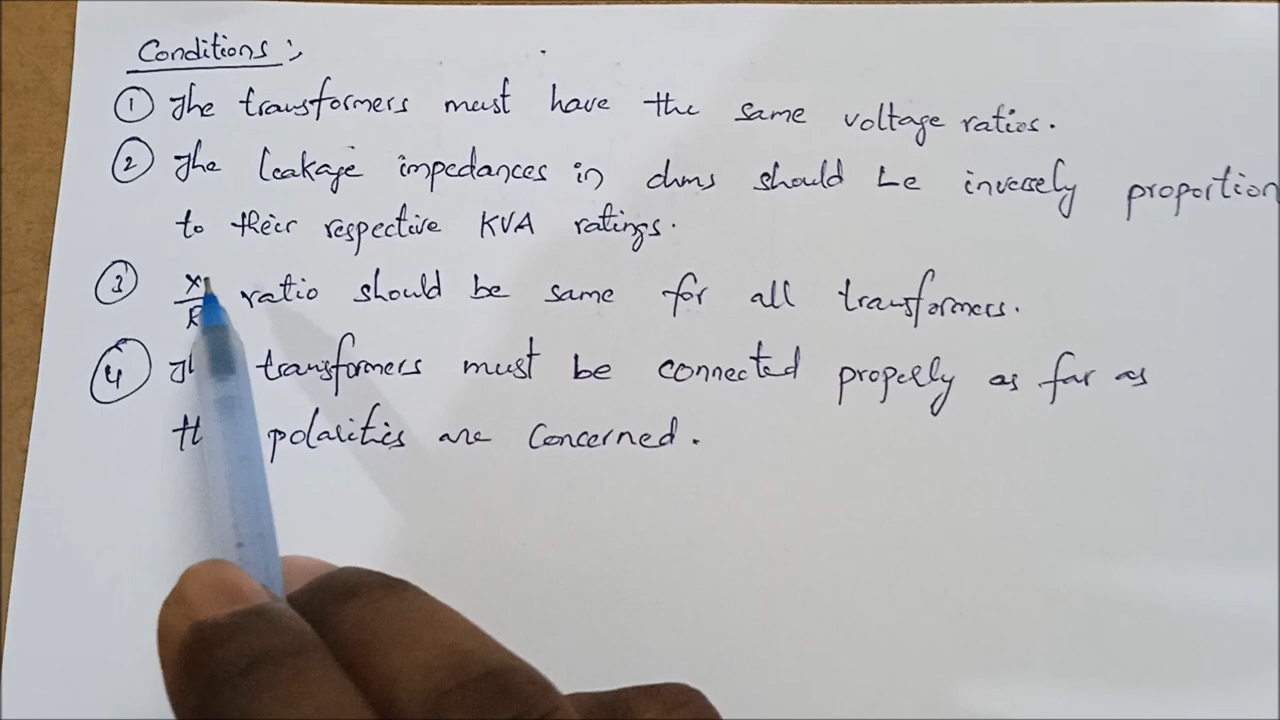 Conditions :
① The transformers must have the same voltage ratios.
② The leakage impedances in ohms should be inversely proportion
to their respective KVA ratings.
③ X/R ratio should be same for all transformers.
④ transformers must be connected properly as far as
polarities are concerned.